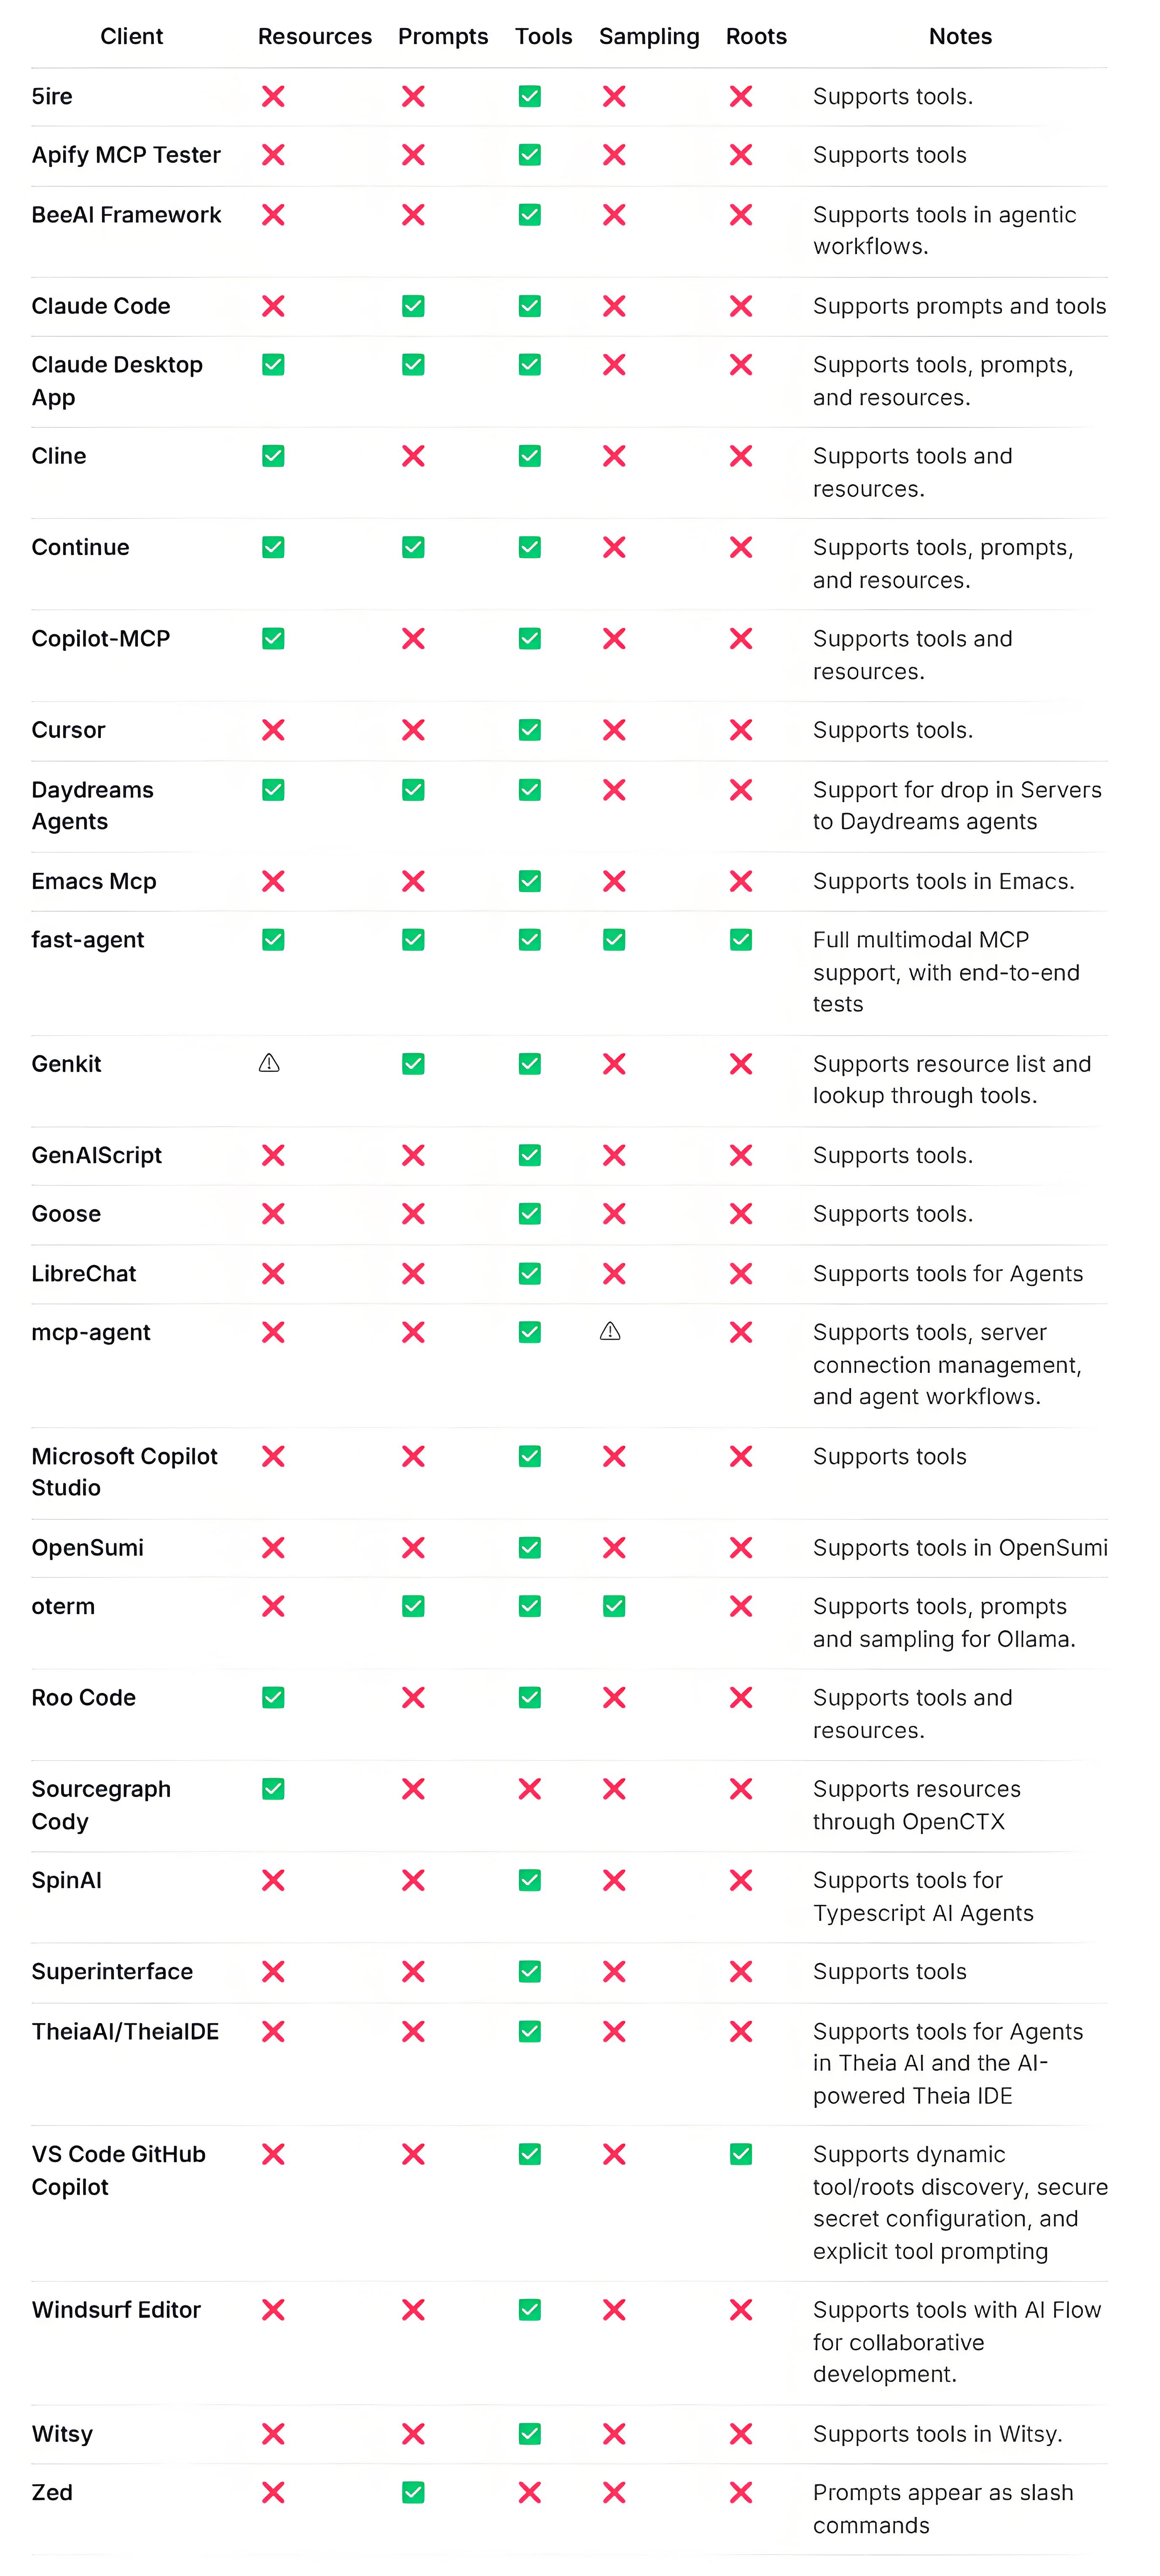 Client Resources Prompts Tools Sampling Roots Notes
5ire ❌ ❌ ✅ ❌ ❌ Supports tools.
Apify MCP Tester ❌ ❌ ✅ ❌ ❌ Supports tools
BeeAI Framework ❌ ❌ ✅ ❌ ❌ Supports tools in agentic
workflows.
Claude Code ❌ ✅ ✅ ❌ ❌ Supports prompts and tools
Claude Desktop ✅ ✅ ✅ ❌ ❌ Supports tools, prompts,
App and resources.
Cline ✅ ❌ ✅ ❌ ❌ Supports tools and
resources.
Continue ✅ ✅ ✅ ❌ ❌ Supports tools, prompts,
and resources.
Copilot-MCP ✅ ❌ ✅ ❌ ❌ Supports tools and
resources.
Cursor ❌ ❌ ✅ ❌ ❌ Supports tools.
Daydreams ✅ ✅ ✅ ❌ ❌ Support for drop in Servers
Agents to Daydreams agents
Emacs Mcp ❌ ❌ ✅ ❌ ❌ Supports tools in Emacs.
fast-agent ✅ ✅ ✅ ✅ ✅ Full multimodal MCP
support, with end-to-end
tests
Genkit ⚠ ✅ ✅ ❌ ❌ Supports resource list and
lookup through tools.
GenAIScript ❌ ❌ ✅ ❌ ❌ Supports tools.
Goose ❌ ❌ ✅ ❌ ❌ Supports tools.
LibreChat ❌ ❌ ✅ ❌ ❌ Supports tools for Agents
mcp-agent ❌ ❌ ✅ ⚠ ❌ Supports tools, server
connection management,
and agent workflows.
Microsoft Copilot ❌ ❌ ✅ ❌ ❌ Supports tools
Studio
OpenSumi ❌ ❌ ✅ ❌ ❌ Supports tools in OpenSumi
oterm ❌ ✅ ✅ ✅ ❌ Supports tools, prompts
and sampling for Ollama.
Roo Code ✅ ❌ ✅ ❌ ❌ Supports tools and
resources.
Sourcegraph ✅ ❌ ❌ ❌ ❌ Supports resources
Cody through OpenCTX
SpinAI ❌ ❌ ✅ ❌ ❌ Supports tools for
Typescript AI Agents
Superinterface ❌ ❌ ✅ ❌ ❌ Supports tools
TheiaAI/TheiaIDE ❌ ❌ ✅ ❌ ❌ Supports tools for Agents
in Theia AI and the AI-
powered Theia IDE
VS Code GitHub ❌ ❌ ✅ ❌ ✅ Supports dynamic
Copilot tool/roots discovery, secure
secret configuration, and
explicit tool prompting
Windsurf Editor ❌ ❌ ✅ ❌ ❌ Supports tools with AI Flow
for collaborative
development.
Witsy ❌ ❌ ✅ ❌ ❌ Supports tools in Witsy.
Zed ❌ ✅ ❌ ❌ ❌ Prompts appear as slash
commands